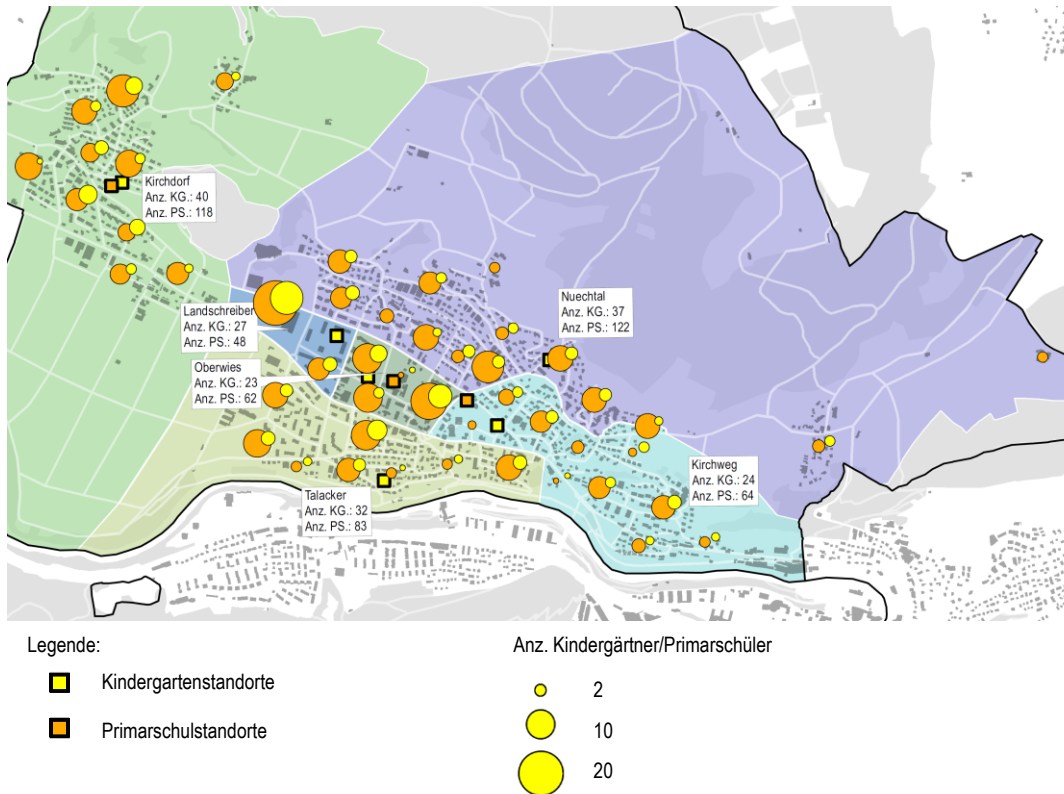 Kirchdorf
Anz. KG.: 40
Anz. PS.: 118
Nuechtal
Anz. KG.: 37
Anz. PS.: 122
Landschreiber
Anz. KG.: 27
Anz. PS.: 48
Oberwies
Anz. KG.: 23
Anz. PS.: 62
Kirchweg
Anz. KG.: 24
Anz. PS.: 64
Talacker
Anz. KG.: 32
Anz. PS.: 83
Legende:
Kindergartenstandorte
Primarschulstandorte
Anz. Kindergärtner/Primarschüler
2
10
20